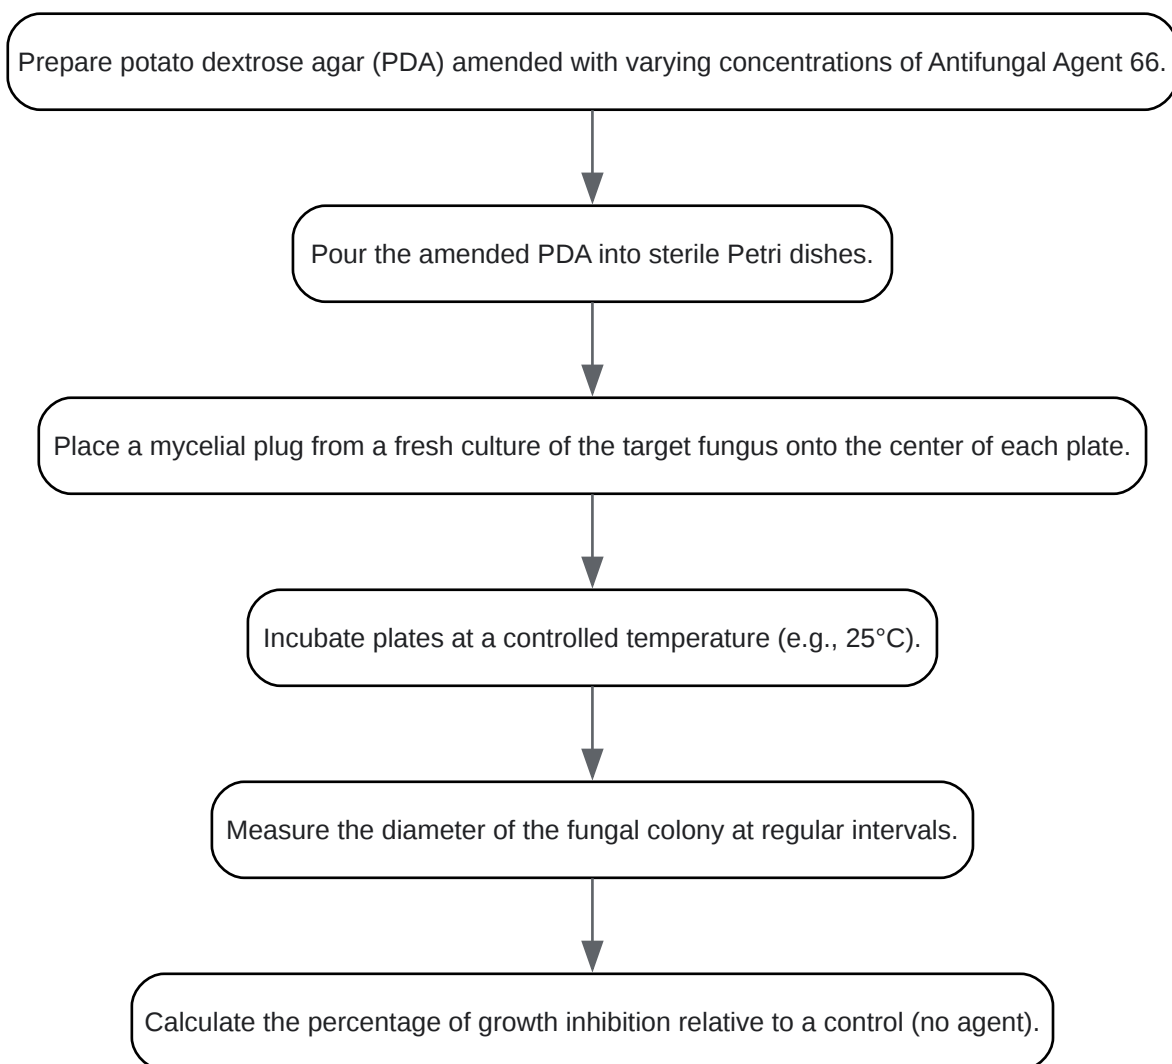 Prepare potato dextrose agar (PDA) amended with varying concentrations of Antifungal Agent 66.
Pour the amended PDA into sterile Petri dishes.
Place a mycelial plug from a fresh culture of the target fungus onto the center of each plate.
Incubate plates at a controlled temperature (e.g., 25°C).
Measure the diameter of the fungal colony at regular intervals.
Calculate the percentage of growth inhibition relative to a control (no agent).